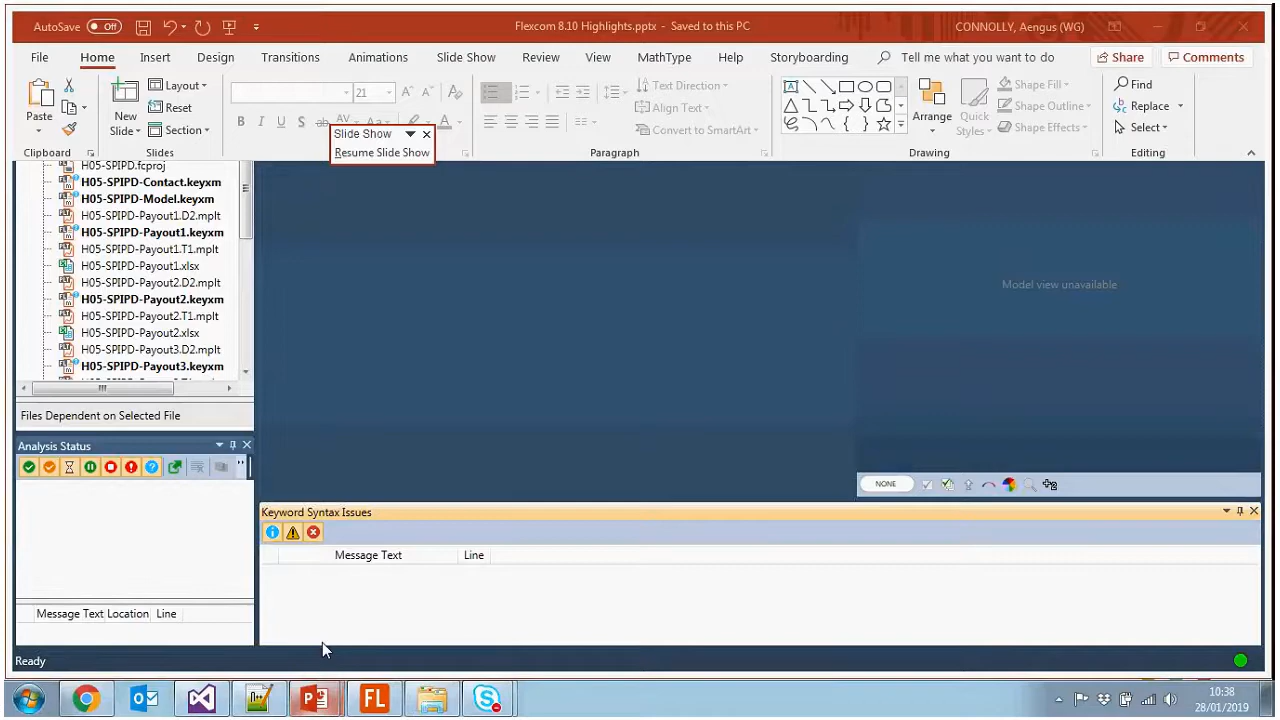 AutoSave Off
Flexcom 8.10 Highlights.pptx - Saved to this PC
CONNOLLY, Aengus (WG)
File Home Insert Design Transitions Animations Slide Show Review View MathType Help Storyboarding Tell me what you want to do Share Comments
Paste
New
Slide
Layout
Reset
Section
21
B I U S ab AV A
Text Direction
Align Text
Convert to SmartArt
Arrange
Quick
Styles
Shape Fill
Shape Outline
Shape Effects
Find
Replace
Select
Clipboard Slides Paragraph Drawing Editing
Slide Show
Resume Slide Show
H05-SPIPD.fcproj
H05-SPIPD-Contact.keyxm
H05-SPIPD-Model.keyxm
H05-SPIPD-Payout1.D2.mplt
H05-SPIPD-Payout1.keyxm
H05-SPIPD-Payout1.T1.mplt
H05-SPIPD-Payout1.xlsx
H05-SPIPD-Payout2.D2.mplt
H05-SPIPD-Payout2.keyxm
H05-SPIPD-Payout2.T1.mplt
H05-SPIPD-Payout2.xlsx
H05-SPIPD-Payout3.D2.mplt
H05-SPIPD-Payout3.keyxm
Files Dependent on Selected File
Analysis Status
Message Text Location Line
Ready
Model view unavailable
NONE
Keyword Syntax Issues
Message Text Line
FL
10:38
28/01/2019